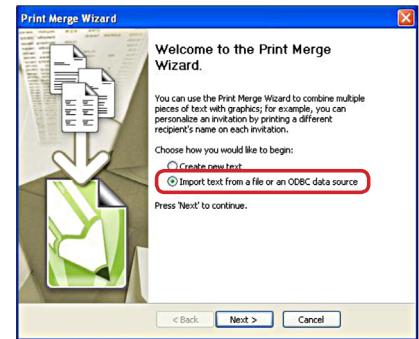 Print Merge Wizard
Welcome to the Print Merge
Wizard.
You can use the Print Merge Wizard to combine multiple
pieces of text with graphics; for example, you can
personalize an invitation by printing a different
recipient's name on each invitation.
Choose how you would like to begin:
Create new text
Import text from a file or an ODBC data source
Press 'Next' to continue.
< Back
Next >
Cancel